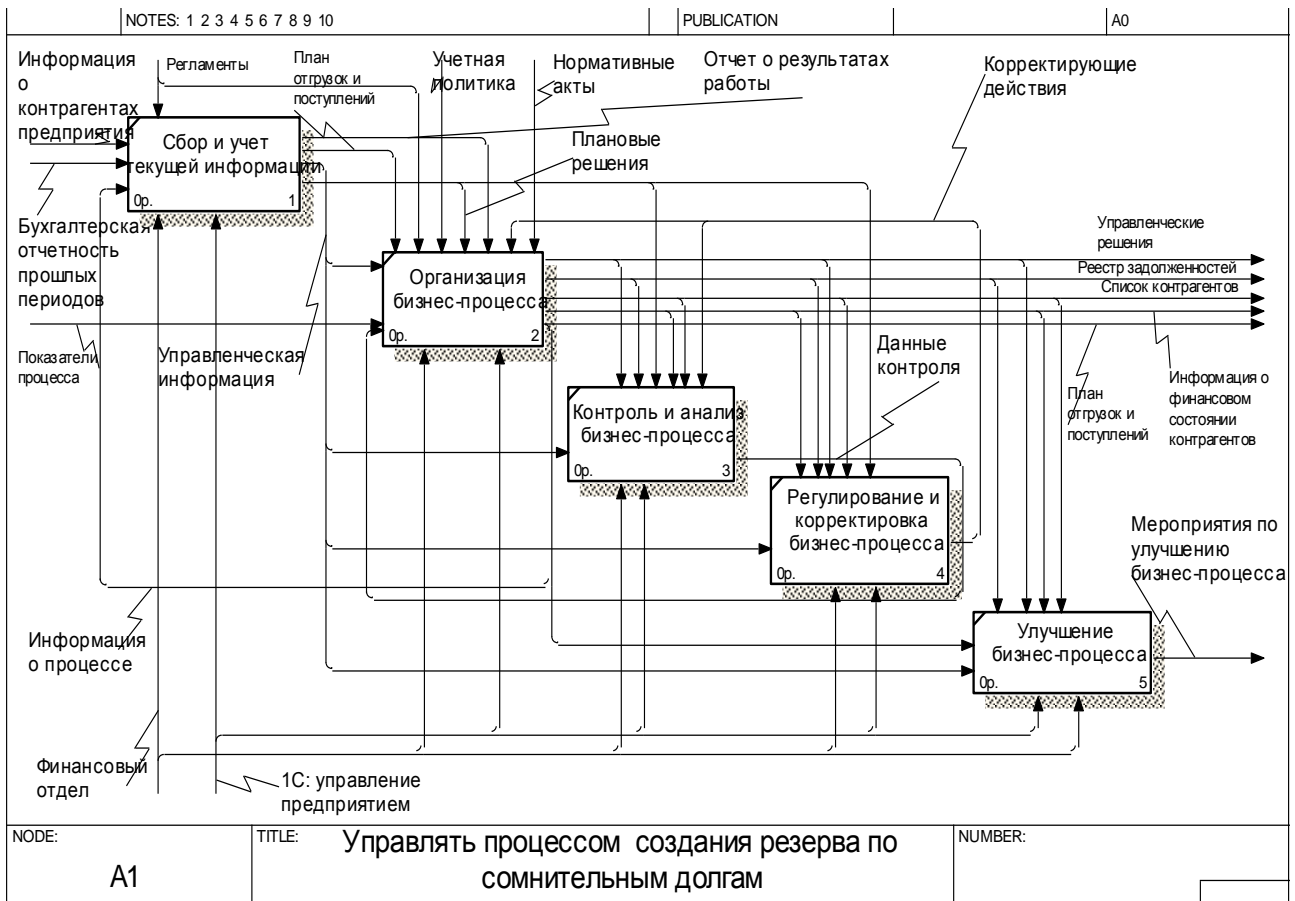 NOTES: 1 2 3 4 5 6 7 8 9 10
PUBLICATION
A0
Информация
о
контрагентах
предприятия
Регламенты
План
отгрузок и
поступлений
Учетная
политика
Нормативные
акты
Отчет о результатах
работы
Корректирующие
действия
Сбор и учет
текущей информации
0р.
1
Плановые
решения
Бухгалтерская
отчетность
прошлых
периодов
Управленческие
решения
Реестр задолженностей
Список контрагентов
Организация
бизнес-процесса
0р.
2
Показатели
процесса
Управленческая
информация
Данные
контроля
План
отгрузок и
поступлений
Информация о
финансовом
состоянии
контрагентов
Контроль и анализ
бизнес-процесса
0р.
3
Регулирование и
корректировка
бизнес-процесса
0р.
4
Мероприятия по
улучшению
бизнес-процесса
Улучшение
бизнес-процесса
0р.
5
Информация
о процессе
Финансовый
отдел
1С: управление
предприятием
NODE:
A1
TITLE:
Управлять процессом создания резерва по
сомнительным долгам
NUMBER: